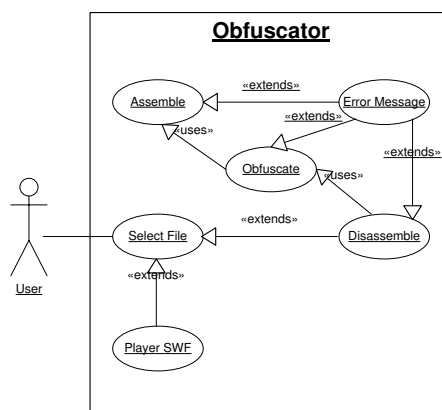 Obfuscator
«extends»
Assemble
Error Message
«extends»
«uses»
«extends»
Obfuscate
«uses»
«extends»
Select File
Disassemble
User
«extends»
Player SWF